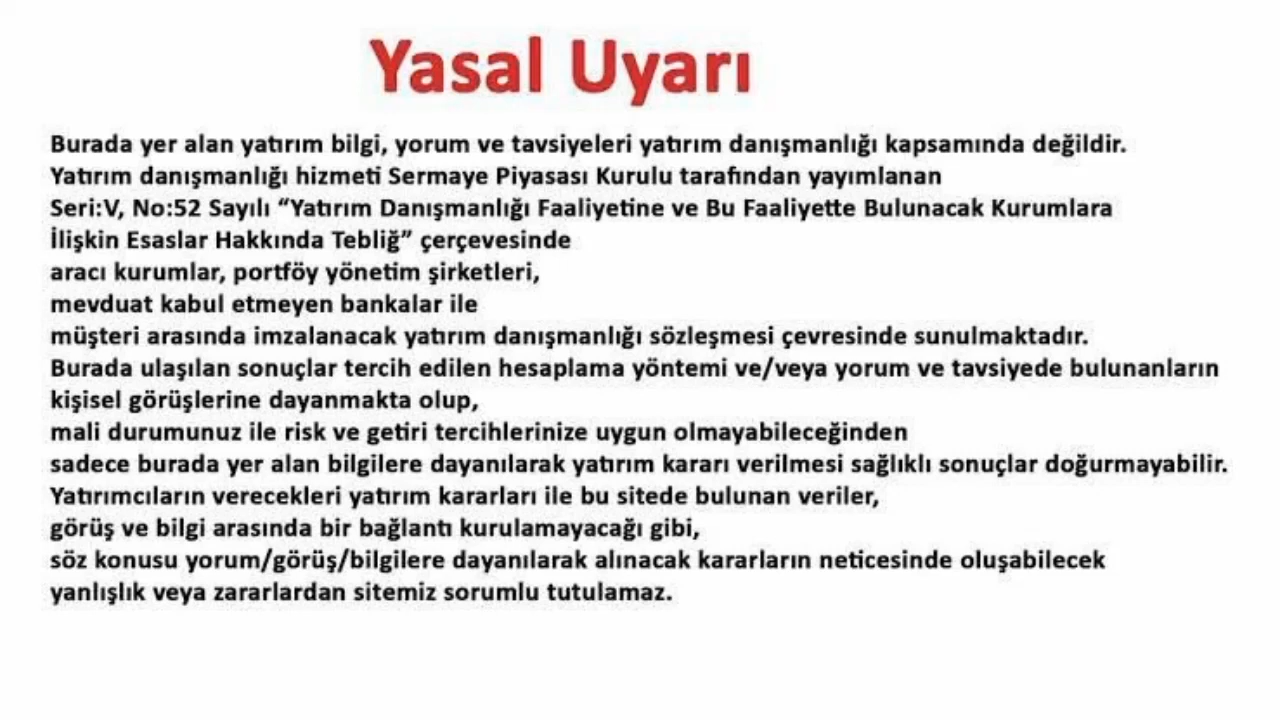 Yasal Uyarı
Burada yer alan yatırım bilgi, yorum ve tavsiyeleri yatırım danışmanlığı kapsamında değildir.
Yatırım danışmanlığı hizmeti Sermaye Piyasası Kurulu tarafından yayımlanan
Seri:V, No:52 Sayılı “Yatırım Danışmanlığı Faaliyetine ve Bu Faaliyette Bulunacak Kurumlara
İlişkin Esaslar Hakkında Tebliğ” çerçevesinde
aracı kurumlar, portföy yönetim şirketleri,
mevduat kabul etmeyen bankalar ile
müşteri arasında imzalanacak yatırım danışmanlığı sözleşmesi çevresinde sunulmaktadır.
Burada ulaşılan sonuçlar tercih edilen hesaplama yöntemi ve/veya yorum ve tavsiyede bulunanların
kişisel görüşlerine dayanmakta olup,
mali durumunuz ile risk ve getiri tercihlerinize uygun olmayabileceğinden
sadece burada yer alan bilgilere dayanılarak yatırım kararı verilmesi sağlıklı sonuçlar doğurmayabilir.
Yatırımcıların verecekleri yatırım kararları ile bu sitede bulunan veriler,
görüş ve bilgi arasında bir bağlantı kurulamayacağı gibi,
söz konusu yorum/görüş/bilgilere dayanılarak alınacak kararların neticesinde oluşabilecek
yanlışlık veya zararlardan sitemiz sorumlu tutulamaz.